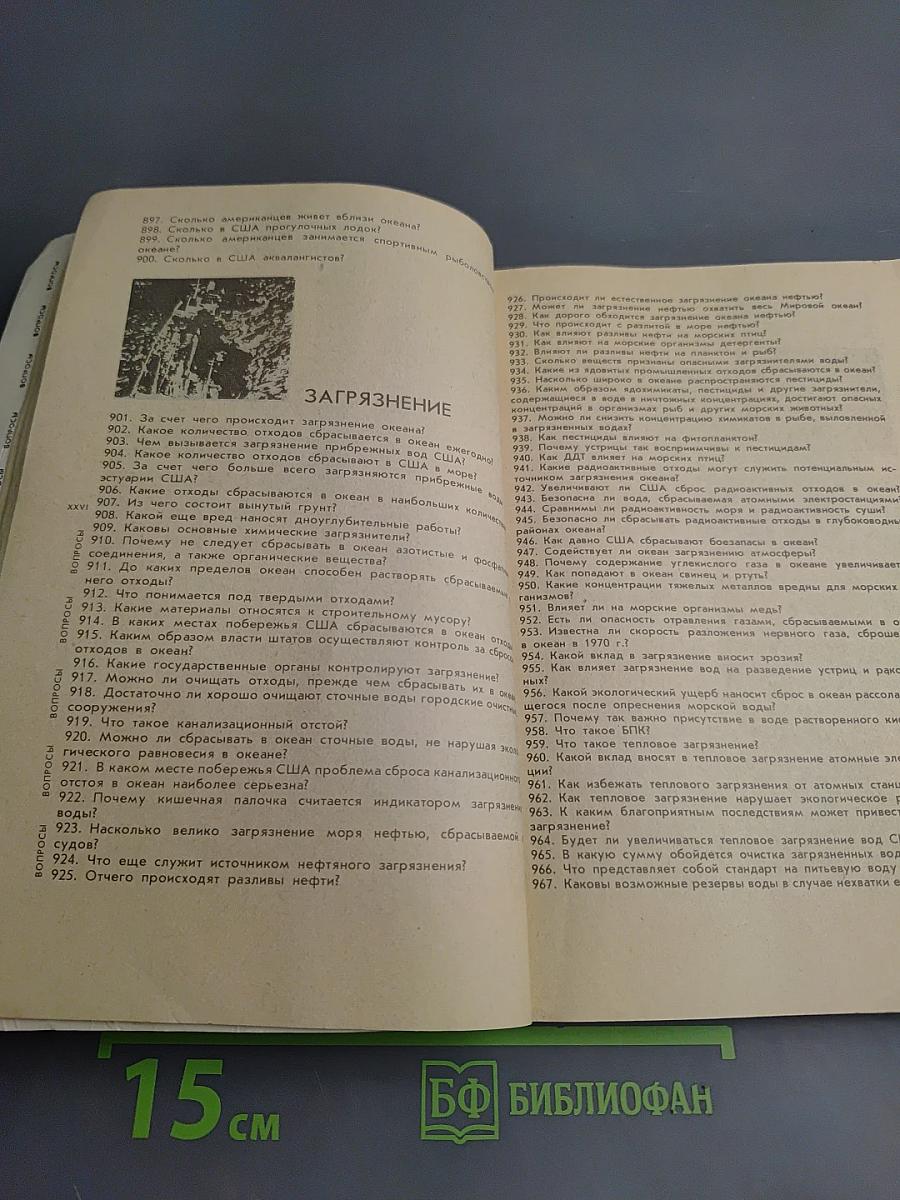 897. Сколько американцев живет вблизи океана?
898. Сколько в США прогулочных лодок?
899. Сколько американцев занимается спортивным рыболовст
океане?
900. Сколько в США аквалангистов?
ЗАГРЯЗНЕНИЕ
901. За счет чего происходит загрязнение океана?
902. Какое количество отходов сбрасывается в океан ежегодно?
903. Чем вызывается загрязнение прибрежных вод США?
904. Какое количество отходов сбрасывают в США в море?
905. За счет чего больше всего загрязняются прибрежные воды
эстуарии США?
906. Какие отходы сбрасываются в океан в наибольших количест
907. Из чего состоит вынутый грунт?
XXVI
908. Какой еще вред наносят дноуглубительные работы?
909. Каковы основные химические загрязнители?
910. Почему не следует сбрасывать в океан азотистые и фосфат
соединения, а также органические вещества?
911. До каких пределов океан способен растворять сбрасываемые
него отходы?
912. Что понимается под твердыми отходами?
913. Какие материалы относятся к строительному мусору?
914. В каких местах побережья США сбрасываются в океан отходы
915. Каким образом власти штатов осуществляют контроль за сбросо
отходов в океан?
916. Какие государственные органы контролируют загрязнение?
917. Можно ли очищать отходы, прежде чем сбрасывать их в океа
918. Достаточно ли хорошо очищают сточные воды городские очистн
сооружения?
919. Что такое канализационный отстой?
920. Можно ли сбрасывать в океан сточные воды, не нарушая эколо
гического равновесия в океане?
921. В каком месте побережья США проблема сброса канализационного
отстоя в океан наиболее серьезна?
922. Почему кишечная палочка считается индикатором загрязнени
воды?
923. Насколько велико загрязнение моря нефтью, сбрасываемой с
судов?
924. Что еще служит источником нефтяного загрязнения?
925. Отчего происходят разливы нефти?
ВОПРОСЫ
ВОПРОСЫ
ВОПРОСЫ
ВОПРОСЫ
ВОПРОСЫ
ВОПРОСЫ
ВОПРОСЫ
ВОПРОСЫ
ВОПРОСЫ
926. Происходит ли естественное загрязнение океана нефтью?
927. Может ли загрязнение нефтью охватить весь Мировой океан?
928. Как дорого обходится загрязнение океана нефтью?
929. Что происходит с разлитой в море нефтью?
930. Как влияют разливы нефти на морских птиц?
931. Как влияют на морские организмы детергенты?
932. Влияют ли разливы нефти на планктон и рыб?
933. Сколько веществ признаны опасными загрязнителями воды?
934. Какие из ядовитых промышленных отходов сбрасываются в океан?
935. Насколько широко в океане распространяются пестициды?
936. Каким образом ядохимикаты, пестициды и другие загрязнители,
содержащиеся в воде в ничтожных концентрациях, достигают опасных
концентраций в организмах рыб и других морских животных?
937. Можно ли снизить концентрацию химикатов в рыбе, выловленной
в загрязненных водах?
938. Как пестициды влияют на фитопланктон?
939. Почему устрицы так восприимчивы к пестицидам?
940. Как ДДТ влияет на морских птиц?
941. Какие радиоактивные отходы могут служить потенциальным ис-
точником загрязнения океана?
942. Увеличивают ли США сброс радиоактивных отходов в океан?
943. Безопасна ли вода, сбрасываемая атомными электростанциями?
944. Сравнимы ли радиоактивность моря и радиоактивность суши?
945. Безопасно ли сбрасывать радиоактивные отходы в глубоководны
районах океана?
946. Как давно США сбрасывают боезапасы в океан?
947. Содействует ли океан загрязнению атмосферы?
948. Почему содержание углекислого газа в океане увеличивает
949. Как попадают в океан свинец и ртуть?
950. Какие концентрации тяжелых металлов вредны для морских
ганизмов?
951. Влияет ли на морские организмы медь?
952. Есть ли опасность отравления газами, сбрасываемыми в о
953. Известна ли скорость разложения нервного газа, сброше
в океан в 1970 г.?
954. Какой вклад в загрязнение вносит эрозия?
955. Как влияет загрязнение вод на разведение устриц и рако
ных?
956. Какой экологический ущерб наносит сброс в океан рассола
щегося после опреснения морской воды?
957. Почему так важно присутствие в воде растворенного кис
958. Что такое БПК?
959. Что такое тепловое загрязнение?
960. Какой вклад вносят в тепловое загрязнение атомные эле
ции?
961. Как избежать теплового загрязнения от атомных станц
962. Как тепловое загрязнение нарушает экологическое р
963. К каким благоприятным последствиям может привест
загрязнение?
964. Будет ли увеличиваться тепловое загрязнение вод С
965. В какую сумму обойдется очистка загрязненных вод
966. Что представляет собой стандарт на питьевую воду
967. Каковы возможные резервы воды в случае нехватки е
15 см
БФ БИБЛИОФАН